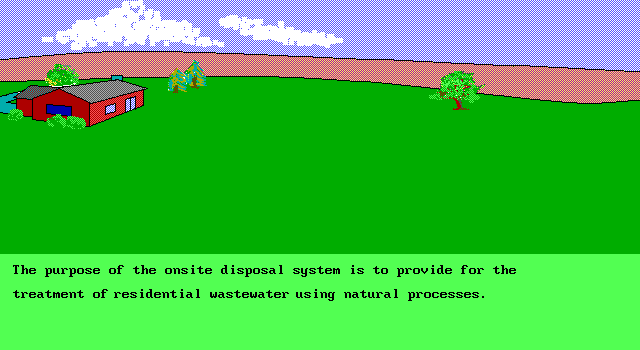 The purpose of the onsite disposal system is to provide for the
treatment of residential wastewater using natural processes.